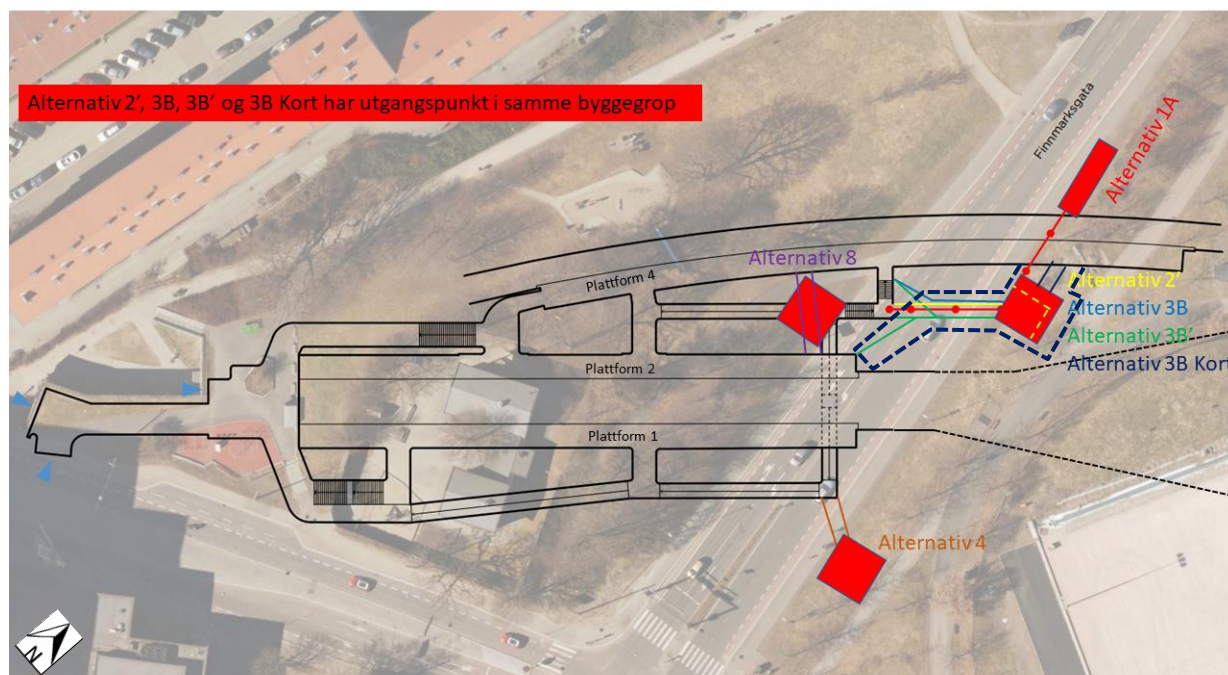 Alternativ 2’, 3B, 3B’ og 3B Kort har utgangspunkt i samme byggegrop
Finnmarksgata
Alternativ 1A
Alternativ 8
Plattform 4
Alternativ 2’
Alternativ 3B
Alternativ 3B’
Alternativ 3B Kort
Plattform 2
Plattform 1
Alternativ 4
N